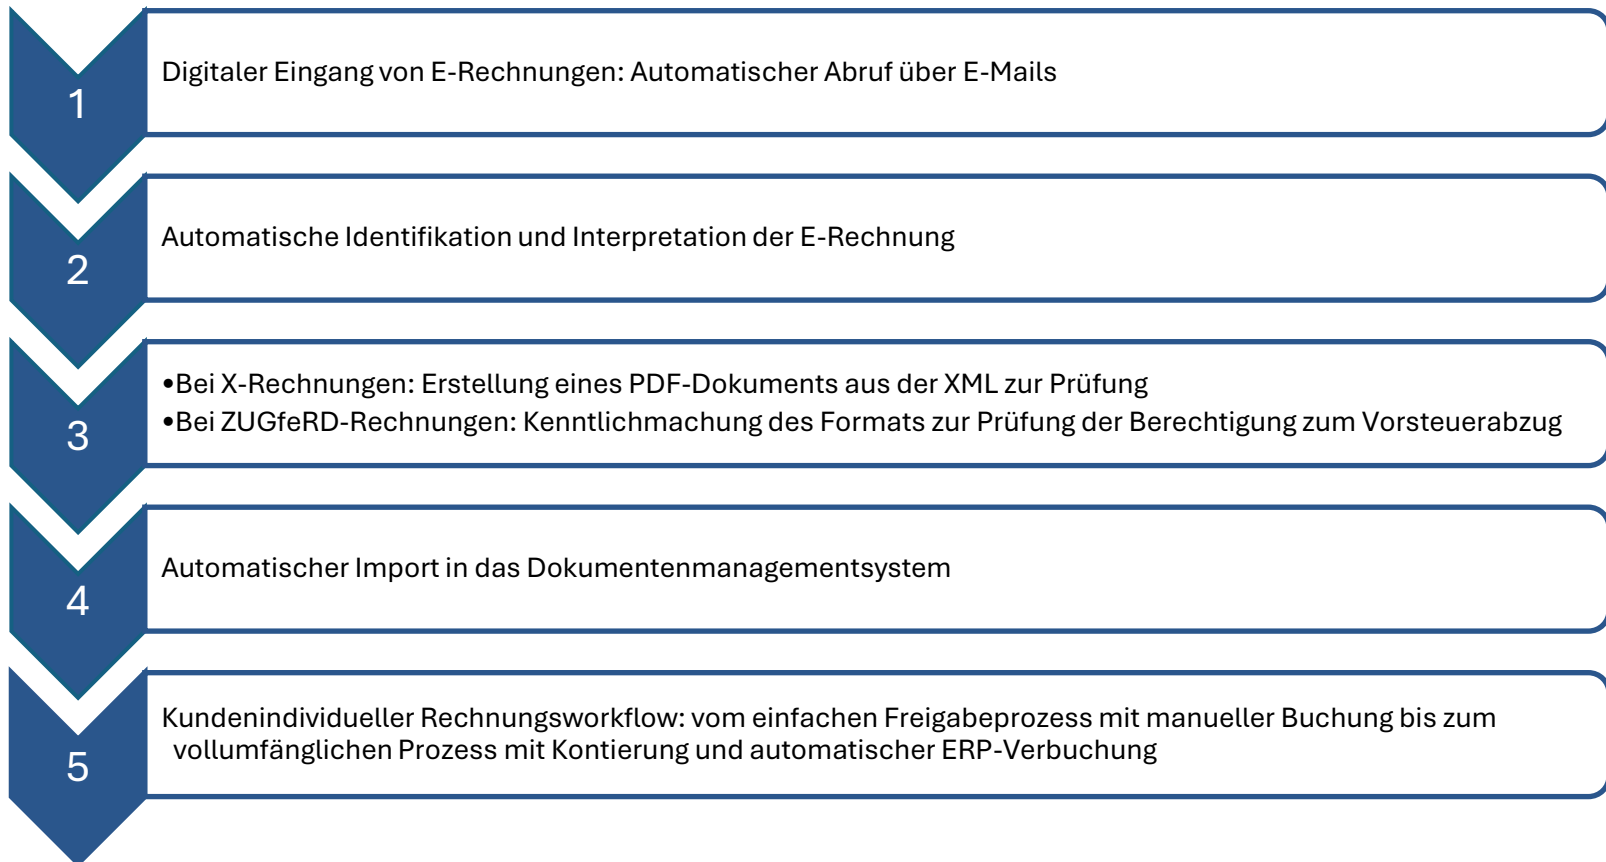 1
Digitaler Eingang von E-Rechnungen: Automatischer Abruf über E-Mails
2
Automatische Identifikation und Interpretation der E-Rechnung
3
•Bei X-Rechnungen: Erstellung eines PDF-Dokuments aus der XML zur Prüfung
•Bei ZUGfeRD-Rechnungen: Kenntlichmachung des Formats zur Prüfung der Berechtigung zum Vorsteuerabzug
4
Automatischer Import in das Dokumentenmanagementsystem
5
Kundenindividueller Rechnungsworkflow: vom einfachen Freigabeprozess mit manueller Buchung bis zum
vollumfänglichen Prozess mit Kontierung und automatischer ERP-Verbuchung